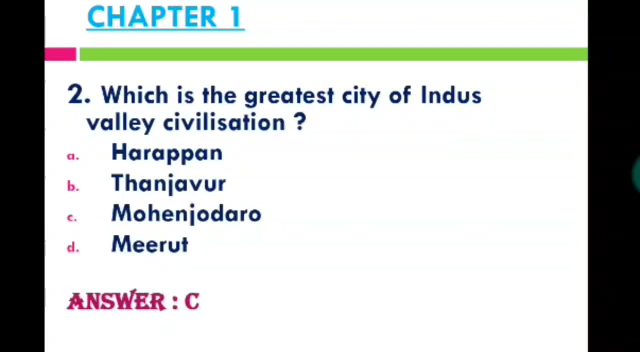 CHAPTER 1
2. Which is the greatest city of Indus
valley civilisation ?
a. Harappan
b. Thanjavur
c. Mohenjodaro
d. Meerut
ANSWER : C